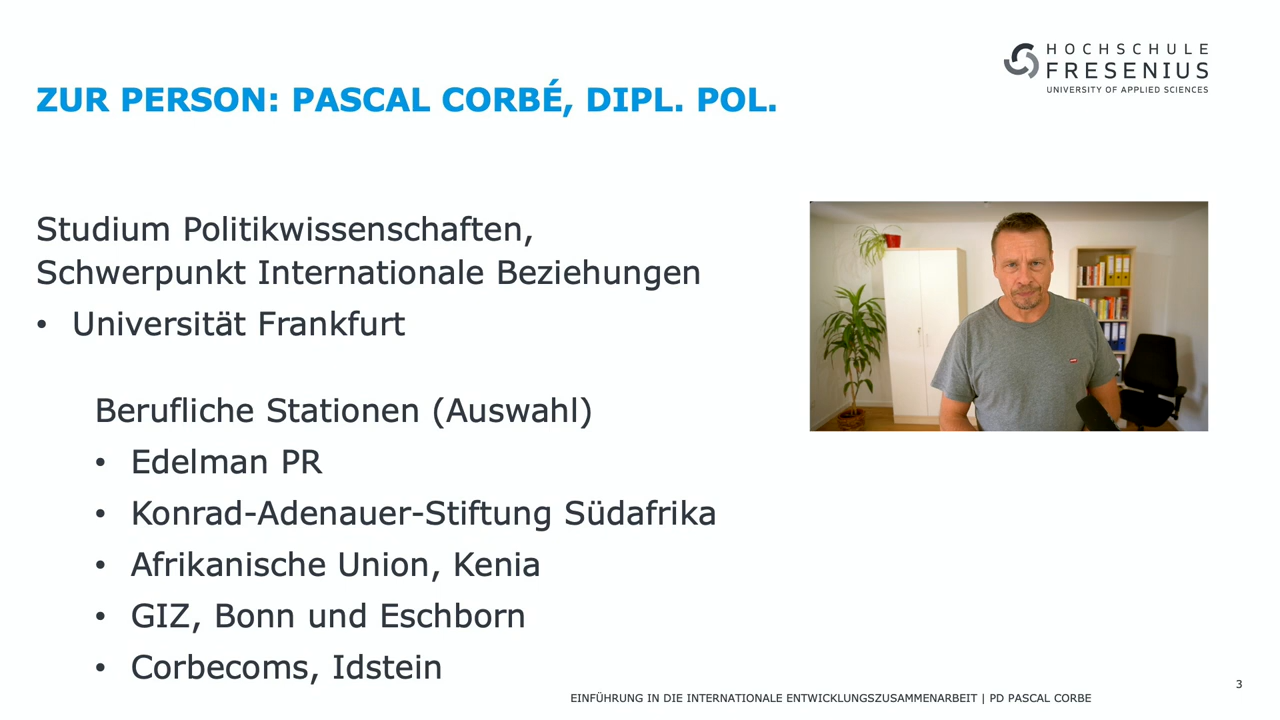 HOCHSCHULE
FRESENIUS
UNIVERSITY OF APPLIED SCIENCES
ZUR PERSON: PASCAL CORBÉ, DIPL. POL.
Studium Politikwissenschaften,
Schwerpunkt Internationale Beziehungen
• Universität Frankfurt
Berufliche Stationen (Auswahl)
• Edelman PR
• Konrad-Adenauer-Stiftung Südafrika
• Afrikanische Union, Kenia
• GIZ, Bonn und Eschborn
• Corbecoms, Idstein
3
EINFÜHRUNG IN DIE INTERNATIONALE ENTWICKLUNGSZUSAMMENARBEIT | PD PASCAL CORBE